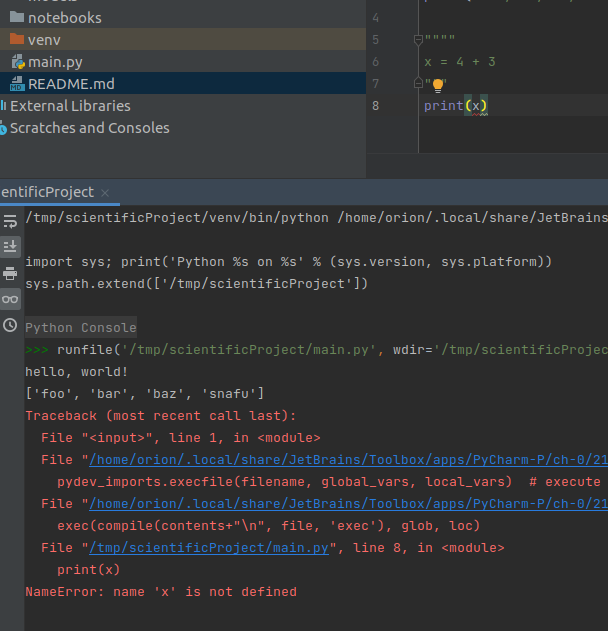 notebooks
venv
main.py
README.md
External Libraries
Scratches and Consoles
4
5 """"
6 x = 4 + 3
7 " "
8 print(x)
entificProject ×
/tmp/scientificProject/venv/bin/python /home/orion/.local/share/JetBrains
import sys; print('Python %s on %s' % (sys.version, sys.platform))
sys.path.extend(['/tmp/scientificProject'])
Python Console
>>> runfile('/tmp/scientificProject/main.py', wdir='/tmp/scientificProjec
hello, world!
['foo', 'bar', 'baz', 'snafu']
Traceback (most recent call last):
File "<input>", line 1, in <module>
File "/home/orion/.local/share/JetBrains/Toolbox/apps/PyCharm-P/ch-0/21
pydev_imports.execfile(filename, global_vars, local_vars)  # execute
File "/home/orion/.local/share/JetBrains/Toolbox/apps/PyCharm-P/ch-0/21
exec(compile(contents+"\n", file, 'exec'), glob, loc)
File "/tmp/scientificProject/main.py", line 8, in <module>
print(x)
NameError: name 'x' is not defined